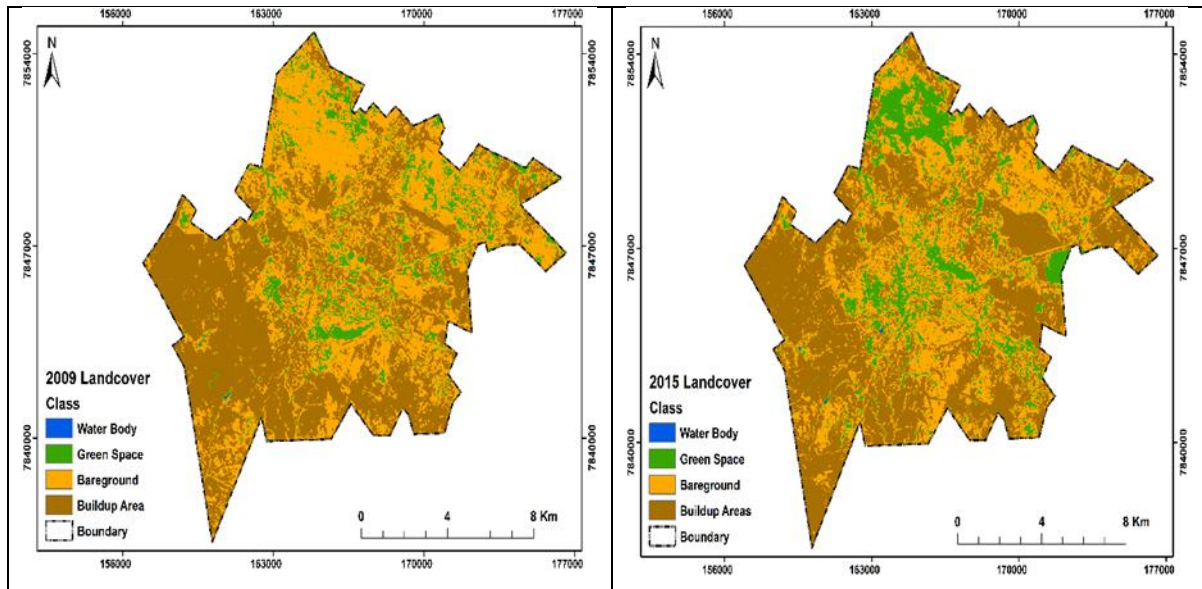 156000 163000 170000 177000
N
7854000 7854000
7847000 7847000
7840000 7840000
2009 Landcover
Class
Water Body
Green Space
Bareground
Buildup Area
Boundary
0 4 8 Km
156000 163000 170000 177000
156000 163000 170000 177000
N
7854000 7854000
7847000 7847000
7840000 7840000
2015 Landcover
Class
Water Body
Green Space
Bareground
Buildup Areas
Boundary
0 4 8 Km
156000 163000 170000 177000